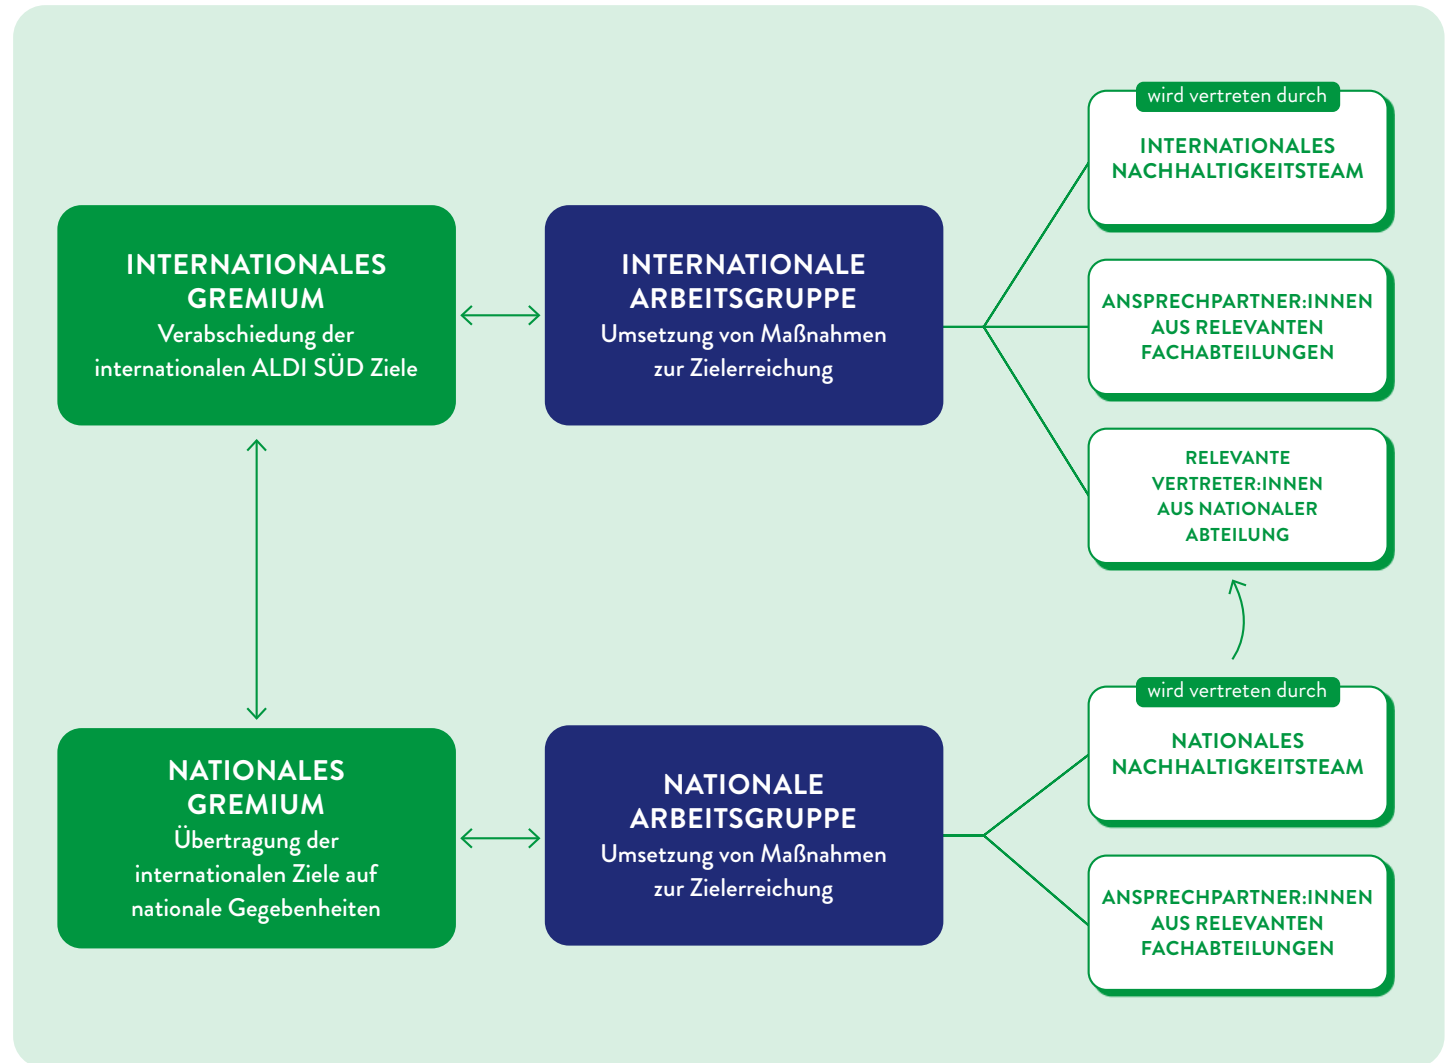 INTERNATIONALES
GREMIUM
Verabschiedung der
internationalen ALDI SÜD Ziele
INTERNATIONALE
ARBEITSGRUPPE
Umsetzung von Maßnahmen
zur Zielerreichung
wird vertreten durch
INTERNATIONALES
NACHHALTIGKEITSTEAM
ANSPRECHPARTNER:INNEN
AUS RELEVANTEN
FACHABTEILUNGEN
RELEVANTE
VERTRETER:INNEN
AUS NATIONALER
ABTEILUNG
NATIONALES
GREMIUM
Übertragung der
internationalen Ziele auf
nationale Gegebenheiten
NATIONALE
ARBEITSGRUPPE
Umsetzung von Maßnahmen
zur Zielerreichung
wird vertreten durch
NATIONALES
NACHHALTIGKEITSTEAM
ANSPRECHPARTNER:INNEN
AUS RELEVANTEN
FACHABTEILUNGEN